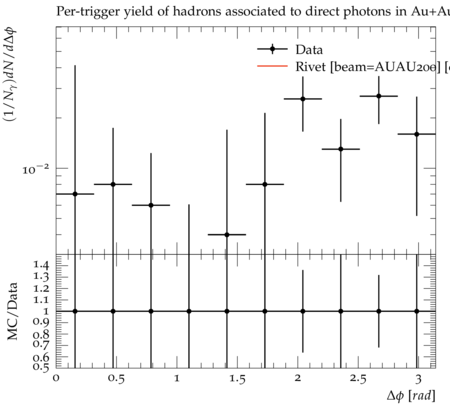 Per-trigger yield of hadrons associated to direct photons in Au+Au
(1/Nγ)dN/dΔφ
Data
Rivet [beam=AUAU200]
10⁻²
MC/Data
1.4
1.3
1.2
1.1
1
0.9
0.8
0.7
0.6
0.5
0 0.5 1 1.5 2 2.5 3
Δφ [rad]